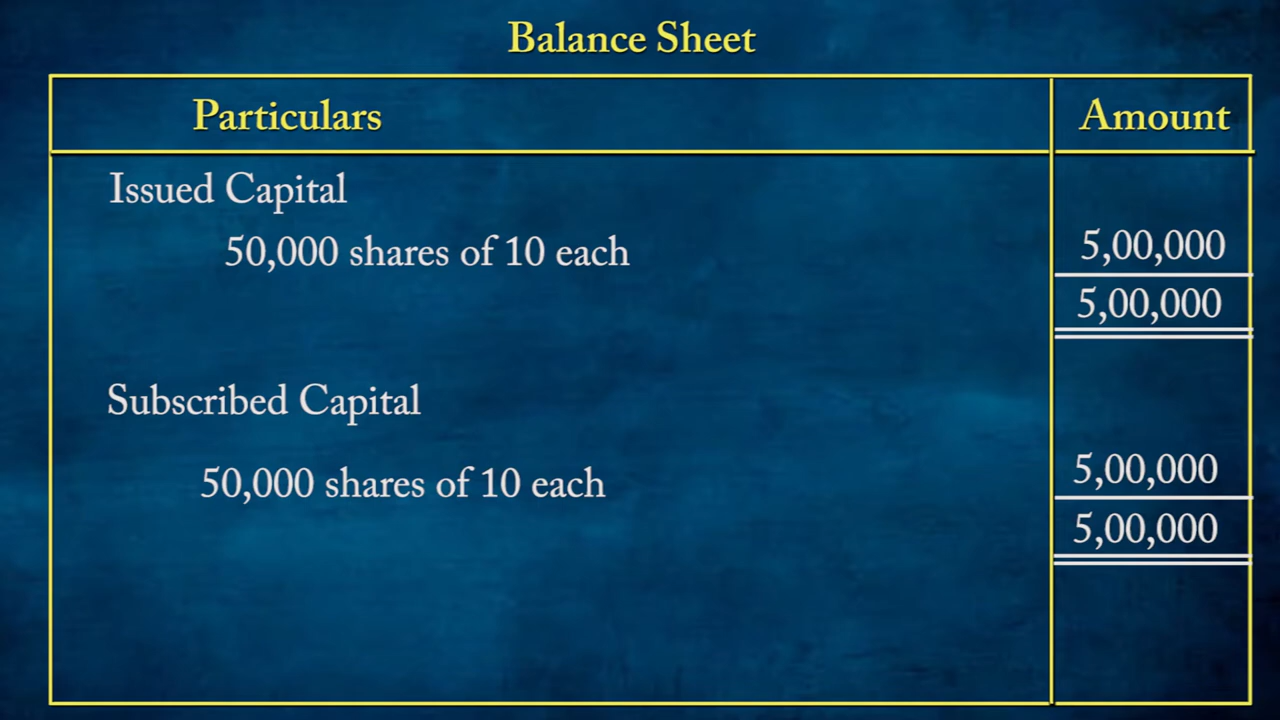 Balance Sheet
Particulars Amount
Issued Capital
50,000 shares of 10 each 5,00,000
5,00,000
Subscribed Capital
50,000 shares of 10 each 5,00,000
5,00,000